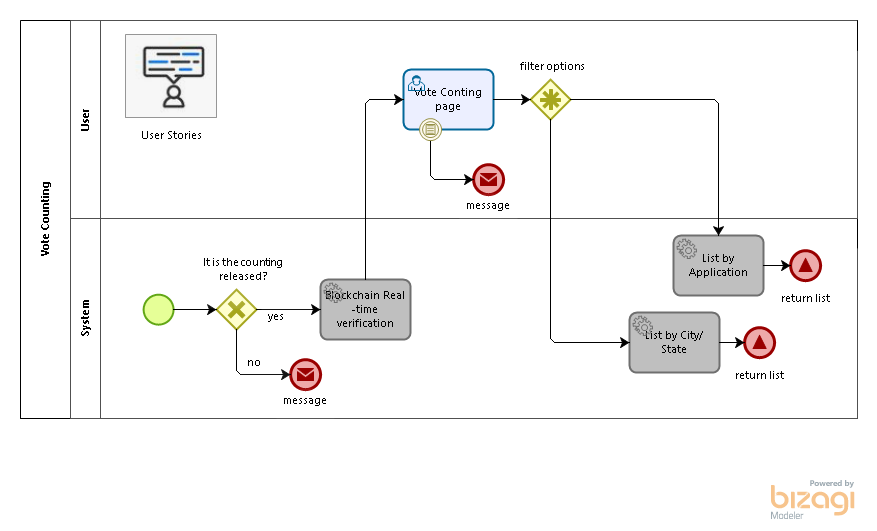 Vote Counting
User
User Stories
Vote Conting
page
filter options
message
System
It is the counting
released?
yes
no
message
Blockchain Real
-time
verification
List by
Application
return list
List by City/
State
return list
Powered by
bizagi
Modeler